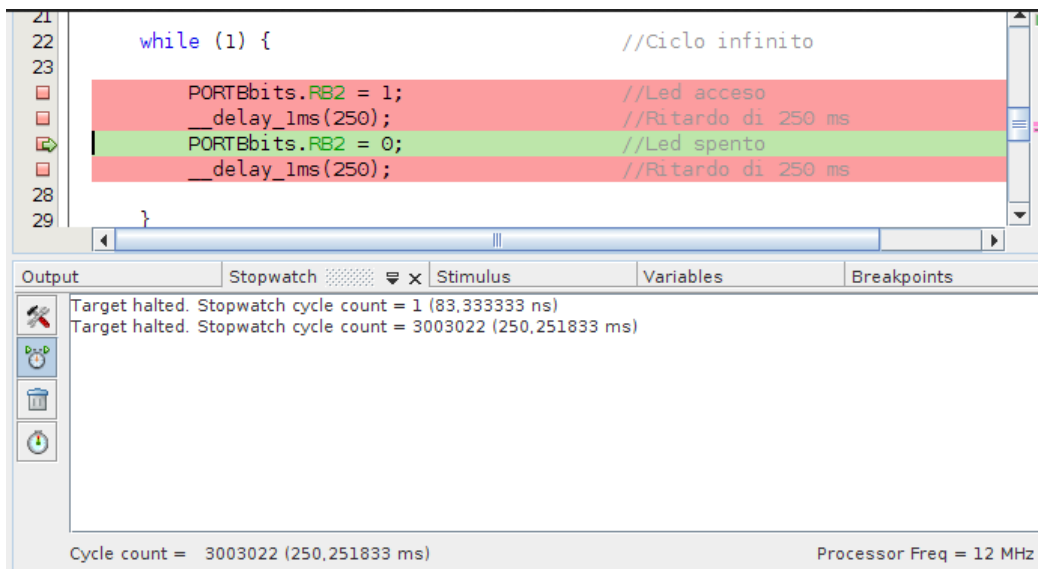 21
22 while (1) { //Ciclo infinito
23
PORTBbits.RB2 = 1; //Led acceso
__delay_1ms(250); //Ritardo di 250 ms
PORTBbits.RB2 = 0; //Led spento
__delay_1ms(250); //Ritardo di 250 ms
28
29 }
Output Stopwatch Stimulus Variables Breakpoints
Target halted. Stopwatch cycle count = 1 (83,333333 ns)
Target halted. Stopwatch cycle count = 3003022 (250,251833 ms)
Cycle count = 3003022 (250,251833 ms) Processor Freq = 12 MHz